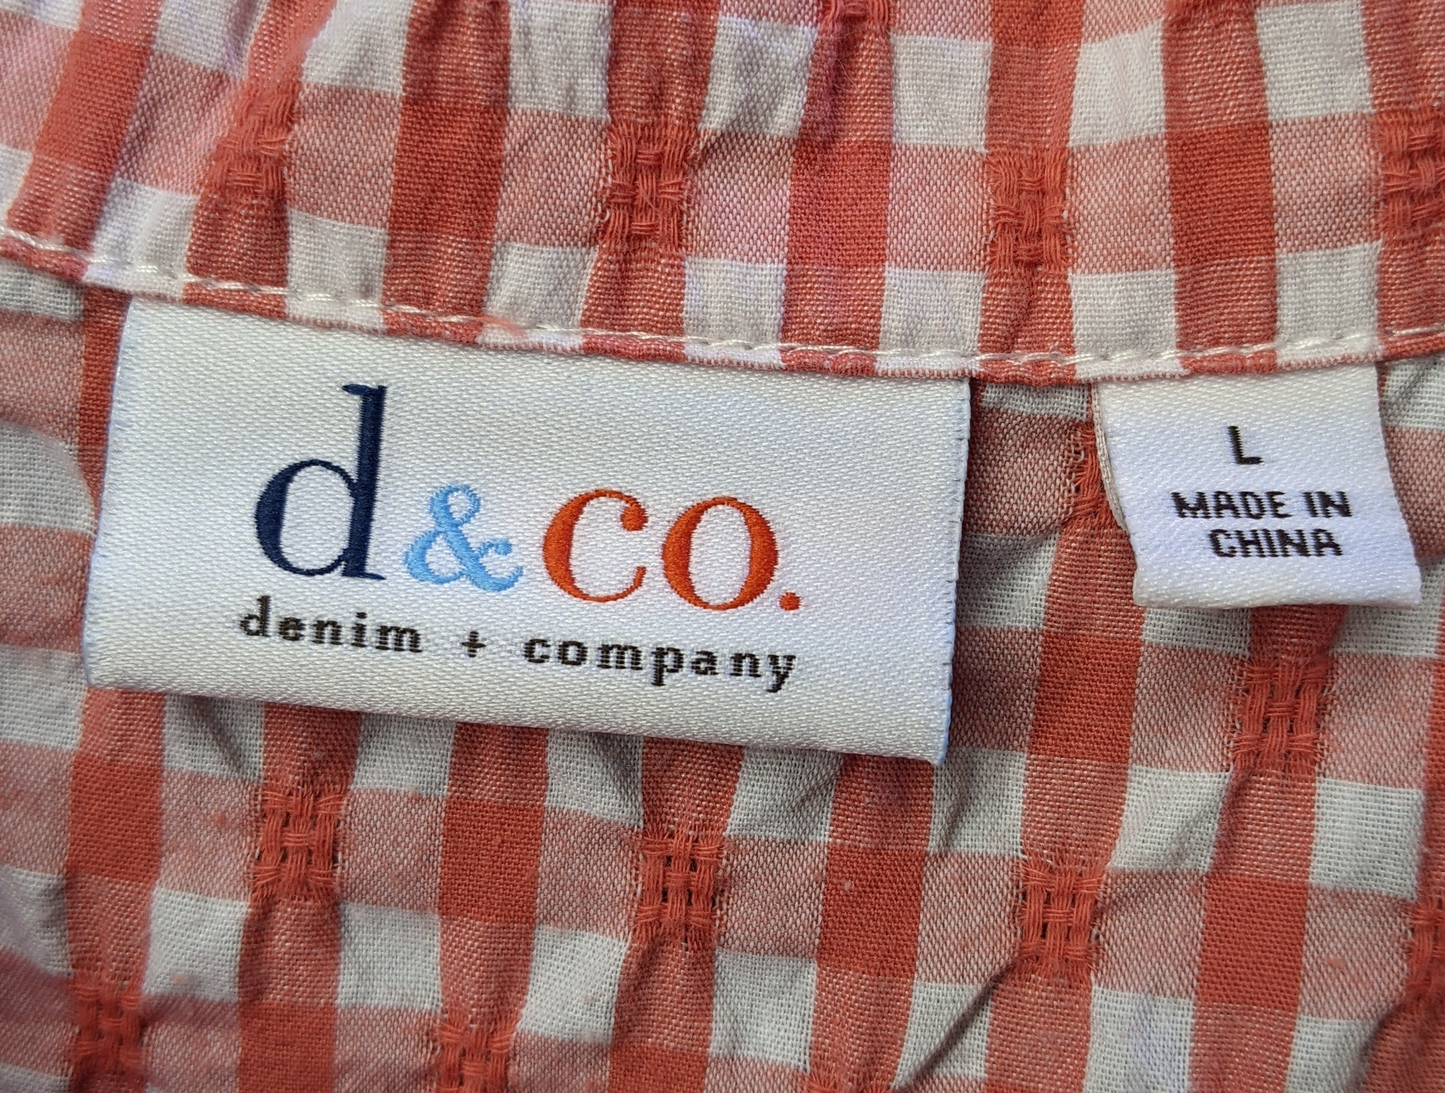 d&co.
denim + company
L
MADE IN
CHINA